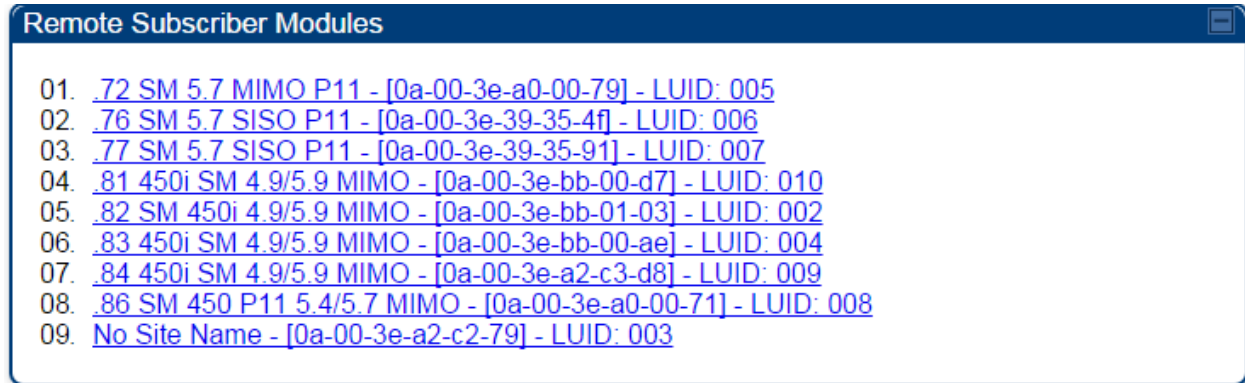 Remote Subscriber Modules
01. .72 SM 5.7 MIMO P11 - [0a-00-3e-a0-00-79] - LUID: 005
02. .76 SM 5.7 SISO P11 - [0a-00-3e-39-35-4f] - LUID: 006
03. .77 SM 5.7 SISO P11 - [0a-00-3e-39-35-91] - LUID: 007
04. .81 450i SM 4.9/5.9 MIMO - [0a-00-3e-bb-00-d7] - LUID: 010
05. .82 SM 450i 4.9/5.9 MIMO - [0a-00-3e-bb-01-03] - LUID: 002
06. .83 450i SM 4.9/5.9 MIMO - [0a-00-3e-bb-00-ae] - LUID: 004
07. .84 450i SM 4.9/5.9 MIMO - [0a-00-3e-a2-c3-d8] - LUID: 009
08. .86 SM 450 P11 5.4/5.7 MIMO - [0a-00-3e-a0-00-71] - LUID: 008
09. No Site Name - [0a-00-3e-a2-c2-79] - LUID: 003